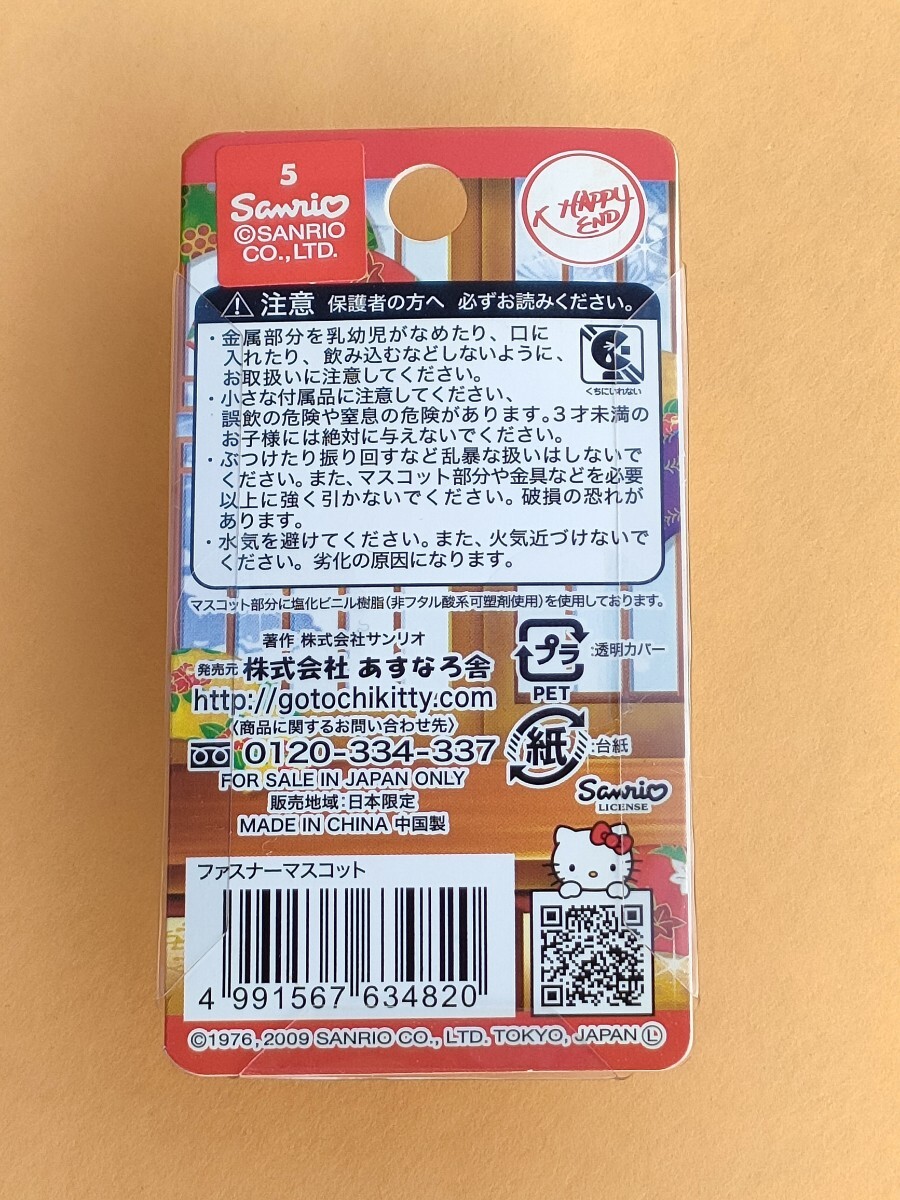 5
Sanrio
©SANRIO
CO., LTD.
HAPPY
END
注意 保護者の方へ 必ずお読みください。
・金属部分を乳幼児がなめたり、口に
入れたり、飲み込むなどしないように、
お取扱いに注意してください。
くちにいれない
・小さな付属品に注意してください、
誤飲の危険や窒息の危険があります。3才未満の
お子様には絶対に与えないでください。
・ぶつけたり振り回すなど乱暴な扱いはしないで
ください。また、マスコット部分や金具などを必要
以上に強く引かないでください。破損の恐れが
あります。
・水気を避けてください。また、火気近づけないで
ください。劣化の原因になります。
マスコット部分に塩化ビニル樹脂(非フタル酸系可塑剤使用)を使用しております。
著作 株式会社サンリオ
発売元 株式会社 あすなろ舎
http://gotochikitty.com
〈商品に関するお問い合わせ先〉
0120-334-337
FOR SALE IN JAPAN ONLY
販売地域:日本限定
MADE IN CHINA 中国製
プラ :透明カバー
PET
紙 :台紙
Sanrio
LICENSE
ファスナーマスコット
4 991567 634820
©1976, 2009 SANRIO CO., LTD. TOKYO, JAPAN Ⓛ